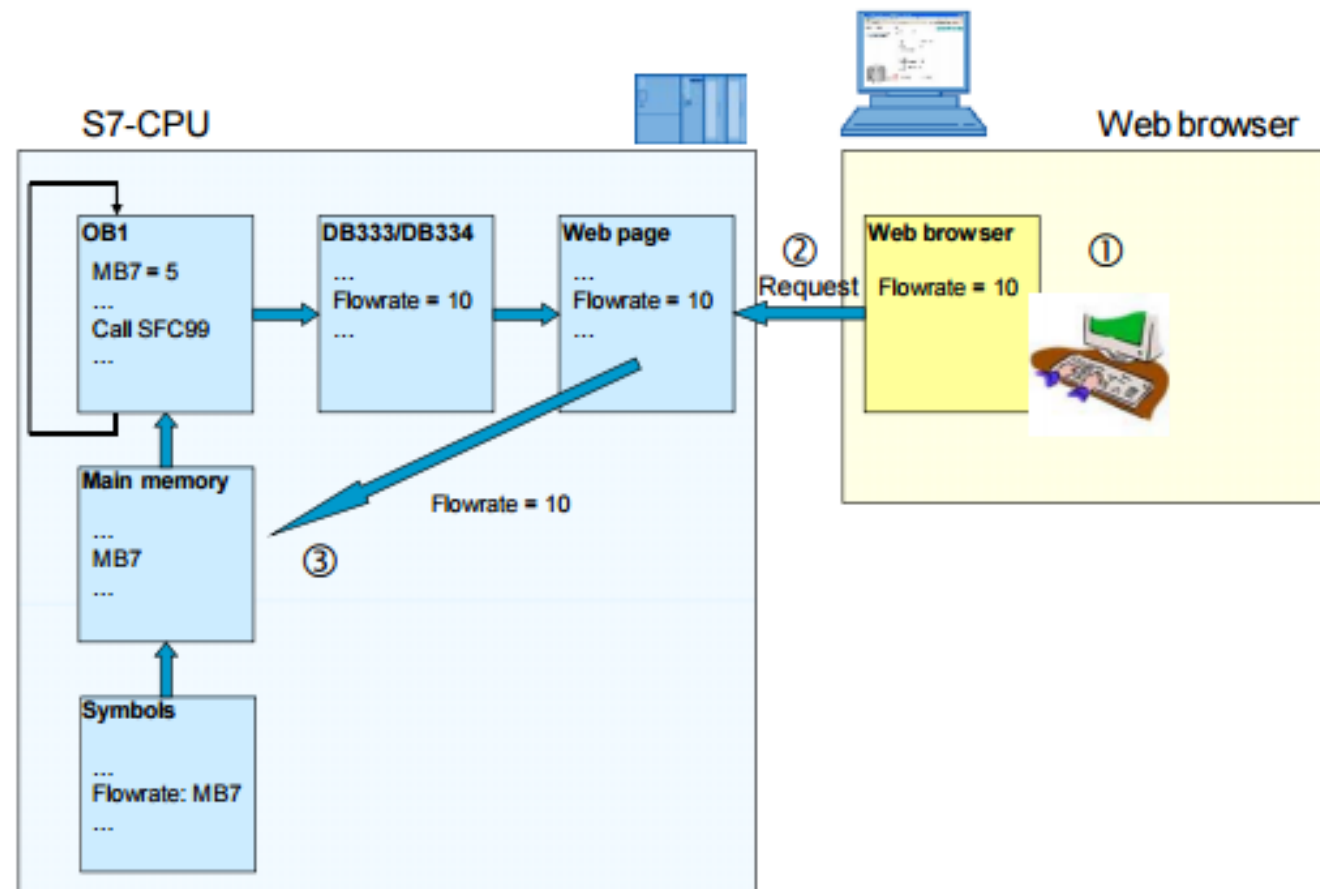 S7-CPU
Web browser
OB1
MB7 = 5
...
Call SFC99
...
DB333/DB334
...
Flowrate = 10
...
Web page
...
Flowrate = 10
...
②
Request
Web browser
Flowrate = 10
①
Main memory
...
MB7
...
Flowrate = 10
③
Symbols
...
Flowrate: MB7
...